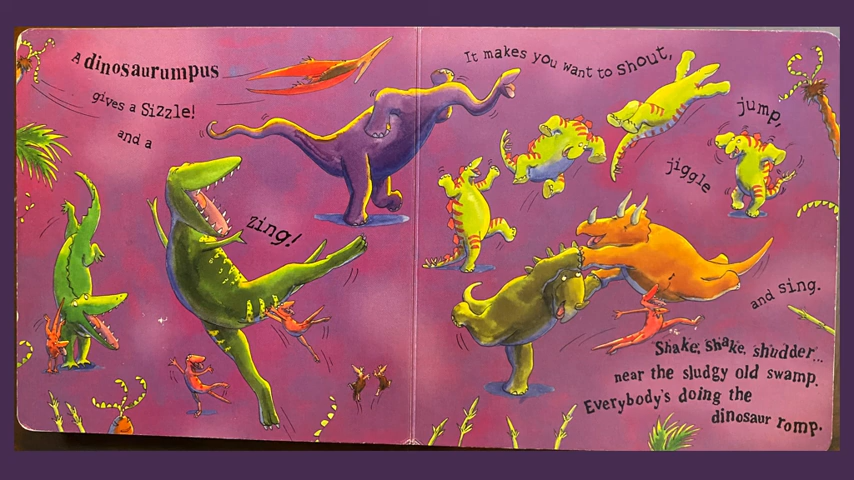 A dinosaurumpus
gives a Sizzle!
and a
zing!
It makes you want to shout,
jump,
jiggle
and sing.
Shake, shake, shudder...
near the sludgy old swamp.
Everybody's doing the
dinosaur romp.